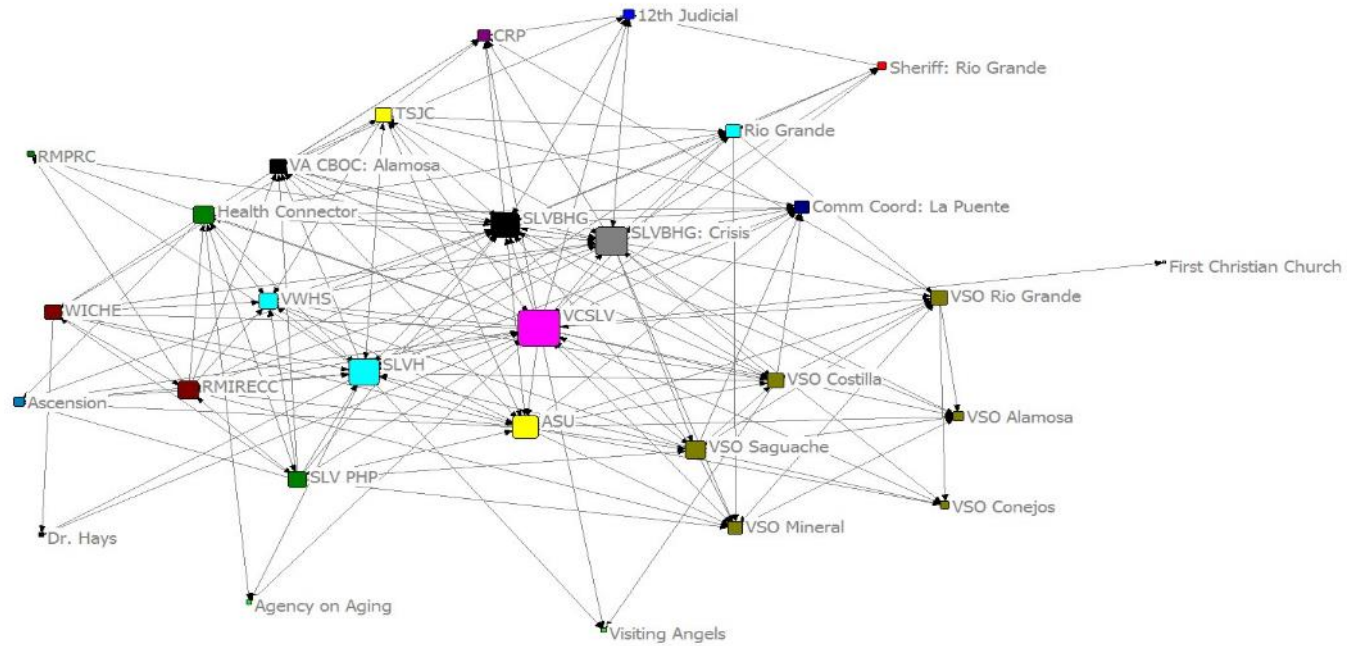 12th Judicial
CRP
Sheriff: Rio Grande
TSJC
Rio Grande
RMPRC
VA CBOC: Alamosa
Health Connector
SLVBHG
Comm Coord: La Puente
SLVBHG: Crisis
First Christian Church
VWHS
VSO Rio Grande
WICHE
VCSLV
SLVH
VSO Costilla
RMIRECC
Ascension
VSO Alamosa
ASU
VSO Saguache
SLV PHP
VSO Conejos
VSO Mineral
Dr. Hays
Agency on Aging
Visiting Angels